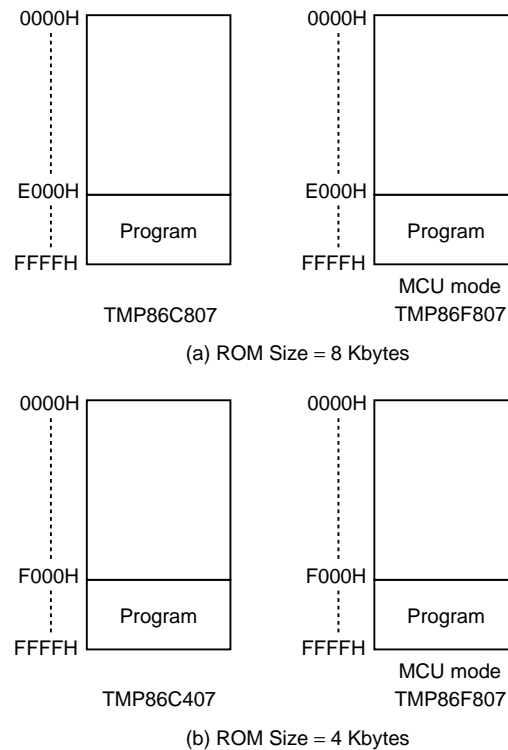 0000H 0000H
E000H E000H
Program Program
FFFFH FFFFH
MCU mode
TMP86C807 TMP86F807
(a) ROM Size = 8 Kbytes
0000H 0000H
F000H F000H
Program Program
FFFFH FFFFH
MCU mode
TMP86C407 TMP86F807
(b) ROM Size = 4 Kbytes